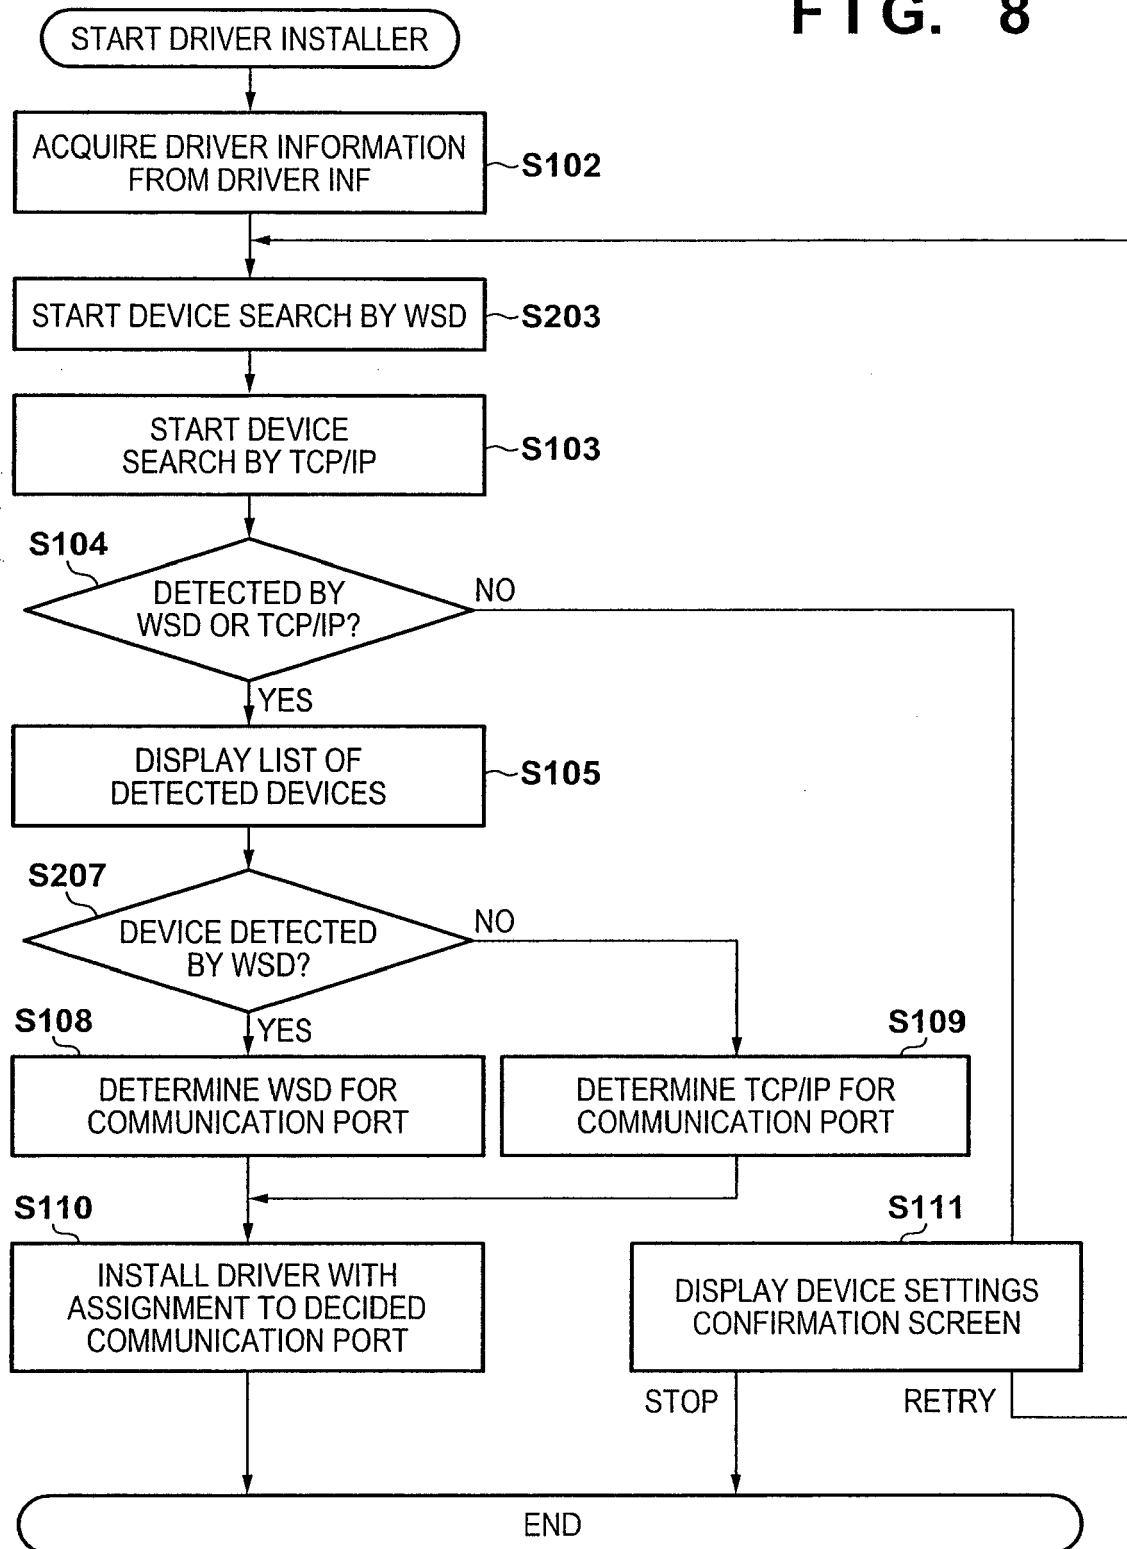 FIG. 8
START DRIVER INSTALLER
ACQUIRE DRIVER INFORMATION
FROM DRIVER INF
S102
START DEVICE SEARCH BY WSD
S203
START DEVICE
SEARCH BY TCP/IP
S103
S104
DETECTED BY
WSD OR TCP/IP?
NO
YES
DISPLAY LIST OF
DETECTED DEVICES
S105
S207
DEVICE DETECTED
BY WSD?
NO
YES
S108
DETERMINE WSD FOR
COMMUNICATION PORT
S109
DETERMINE TCP/IP FOR
COMMUNICATION PORT
S110
INSTALL DRIVER WITH
ASSIGNMENT TO DECIDED
COMMUNICATION PORT
S111
DISPLAY DEVICE SETTINGS
CONFIRMATION SCREEN
STOP
RETRY
END